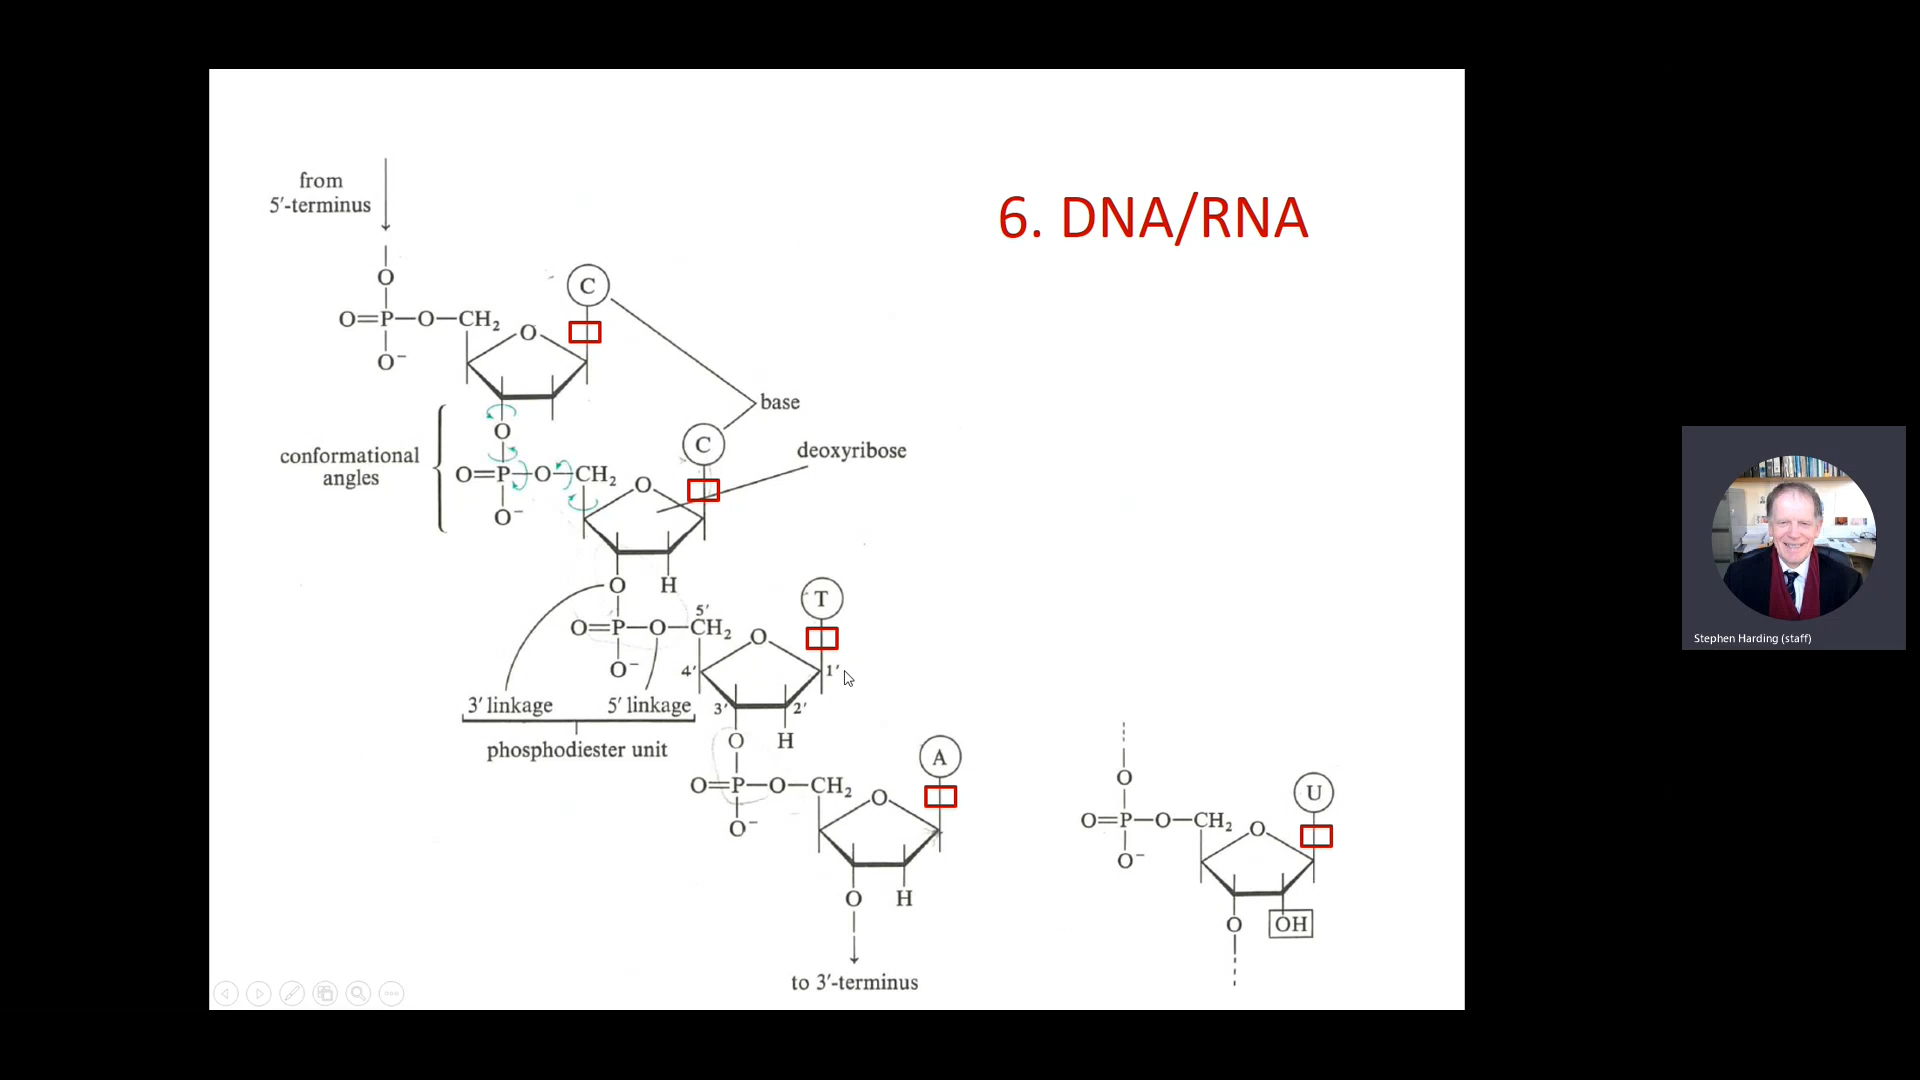 6. DNA/RNA
from
5′-terminus
O
C
O=P—O—CH₂
O
O⁻
base
O
C
conformational
angles
deoxyribose
O=P—O—CH₂
O
O⁻
O
H
T
5′
O=P—O—CH₂
O
O⁻
4′
1′
3′ linkage
5′ linkage
3′
2′
phosphodiester unit
O
H
A
O=P—O—CH₂
O
O⁻
O
H
to 3′-terminus
O
U
O=P—O—CH₂
O
O⁻
O
OH
Stephen Harding (staff)